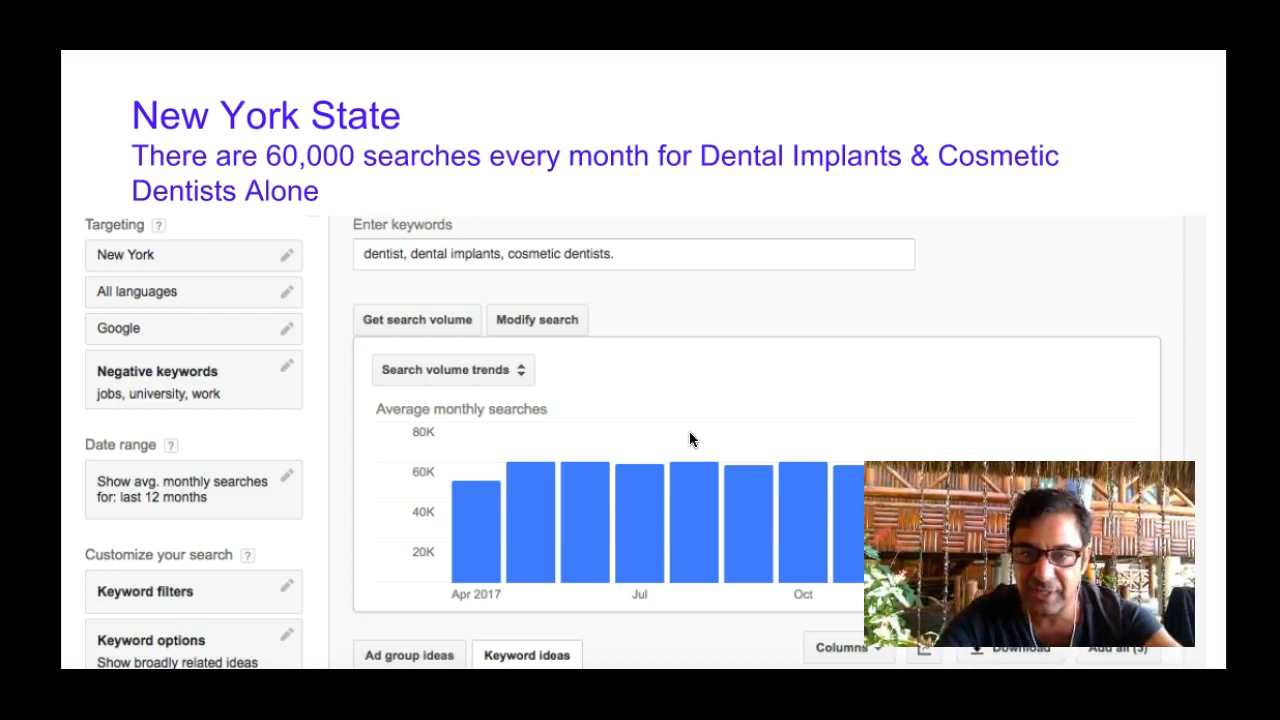 New York State
There are 60,000 searches every month for Dental Implants & Cosmetic
Dentists Alone
Targeting ?
New York
All languages
Google
Negative keywords
jobs, university, work
Date range ?
Show avg. monthly searches
for: last 12 months
Customize your search ?
Keyword filters
Keyword options
Show broadly related ideas
Enter keywords
dentist, dental implants, cosmetic dentists.
Get search volume
Modify search
Search volume trends
Average monthly searches
80K
60K
40K
20K
Apr 2017
Jul
Oct
Ad group ideas
Keyword ideas
Columns
Download
Add all (3)